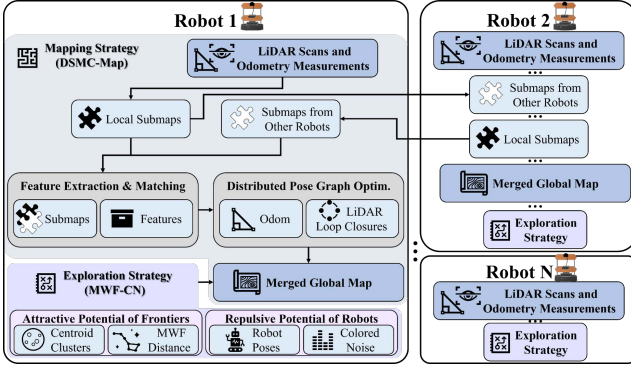 Robot 1
Mapping Strategy
(DSMC-Map)
LiDAR Scans and
Odometry Measurements
Local Submaps
Submaps from
Other Robots
Feature Extraction & Matching
Submaps
Features
Distributed Pose Graph Optim.
Odom
LiDAR
Loop Closures
Exploration Strategy
(MWF-CN)
Merged Global Map
Attractive Potential of Frontiers
Centroid
Clusters
MWF
Distance
Repulsive Potential of Robots
Robot
Poses
Colored
Noise
Robot 2
LiDAR Scans and
Odometry Measurements
...
Submaps from
Other Robots
Local Submaps
...
Merged Global Map
...
Exploration
Strategy
Robot N
LiDAR Scans and
Odometry Measurements
...
Exploration
Strategy